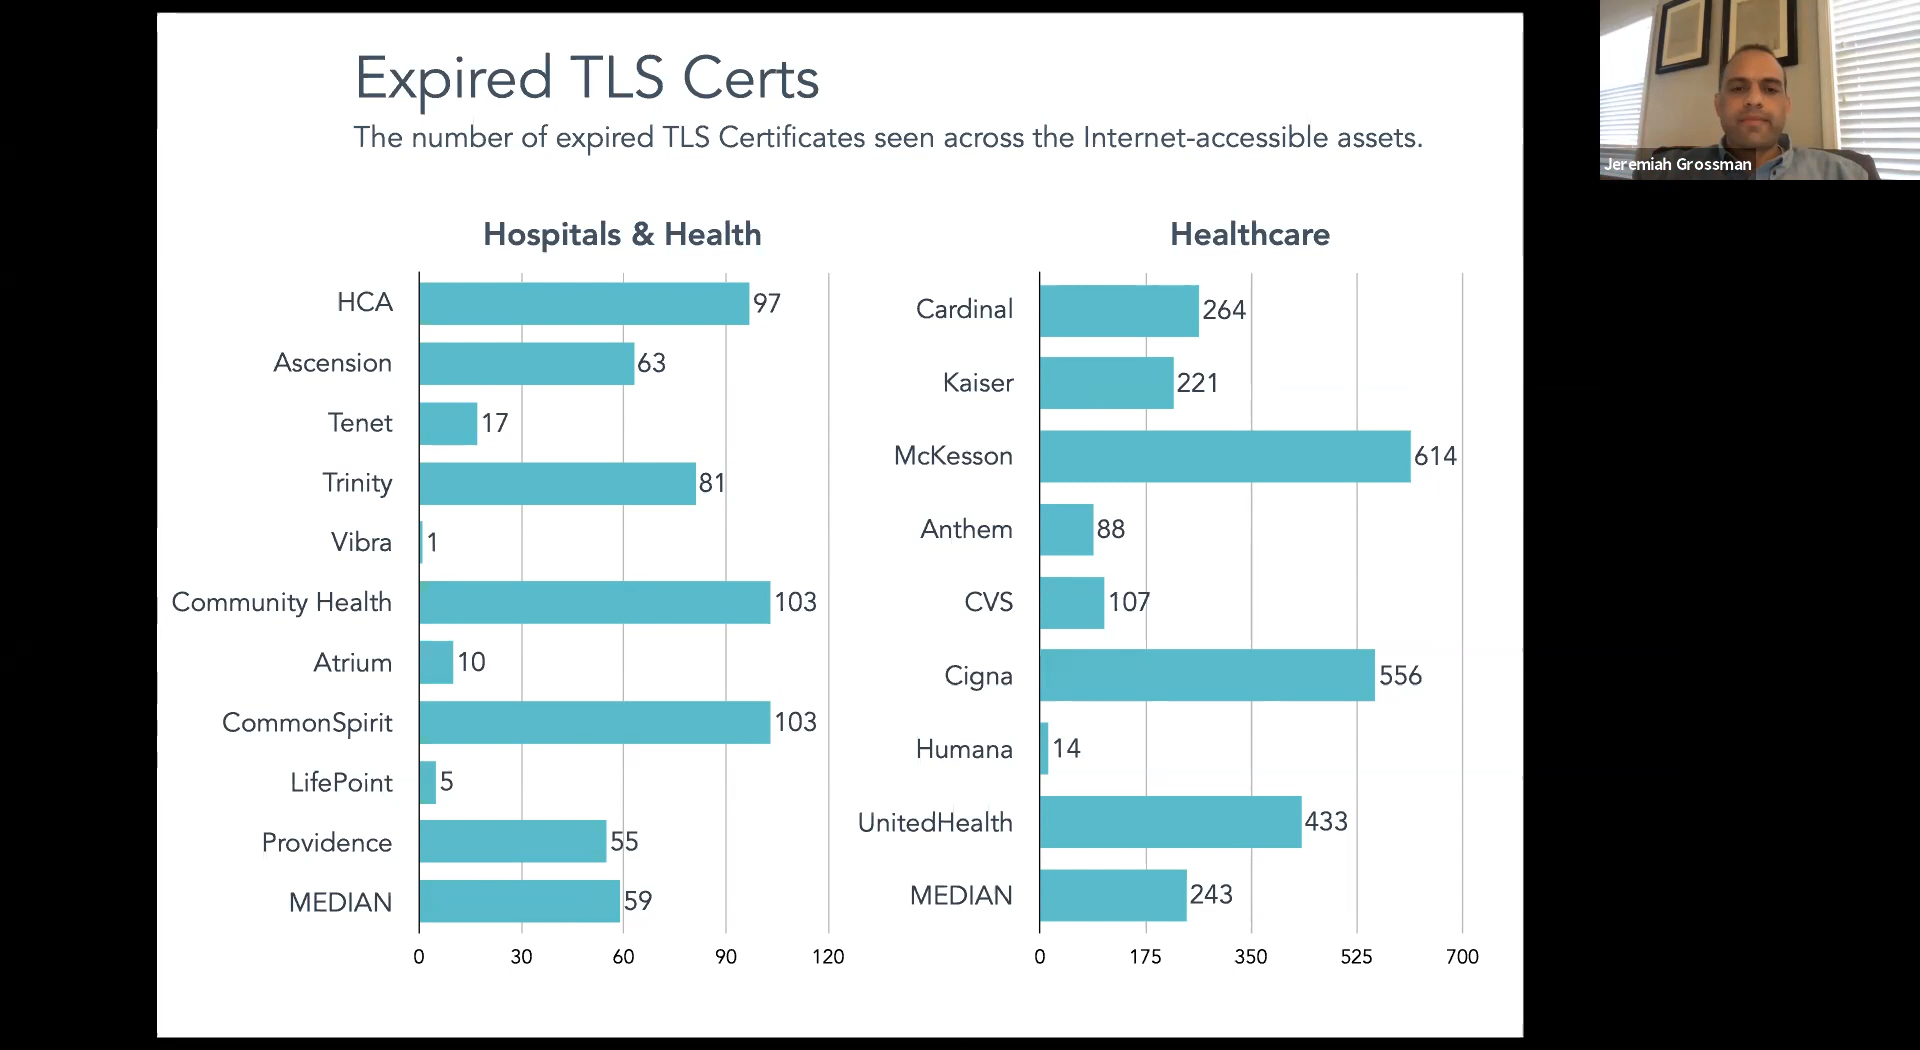 Expired TLS Certs
The number of expired TLS Certificates seen across the Internet-accessible assets.
Jeremiah Grossman
Hospitals & Health
HCA 97
Ascension 63
Tenet 17
Trinity 81
Vibra 1
Community Health 103
Atrium 10
CommonSpirit 103
LifePoint 5
Providence 55
MEDIAN 59
0 30 60 90 120
Healthcare
Cardinal 264
Kaiser 221
McKesson 614
Anthem 88
CVS 107
Cigna 556
Humana 14
UnitedHealth 433
MEDIAN 243
0 175 350 525 700